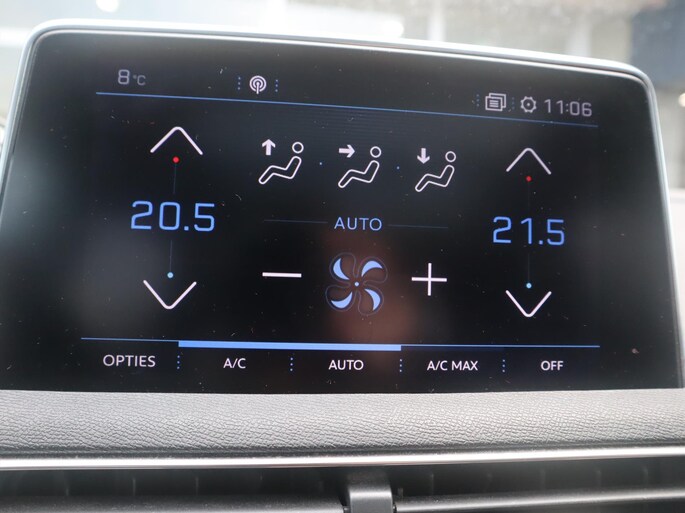 8°C 11:06
20.5 AUTO 21.5
OPTIES A/C AUTO A/C MAX OFF